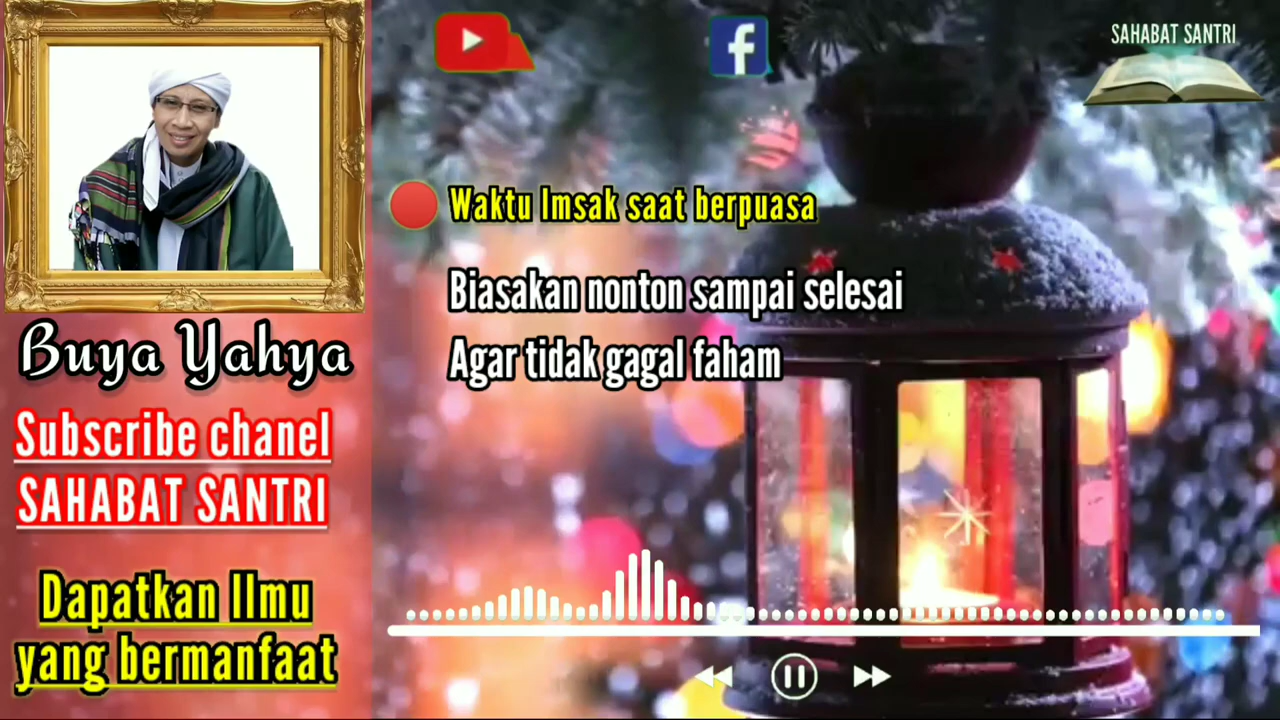 SAHABAT SANTRI
Waktu Imsak saat berpuasa
Biasakan nonton sampai selesai
Agar tidak gagal faham
Buya Yahya
Subscribe chanel
SAHABAT SANTRI
Dapatkan Ilmu
yang bermanfaat